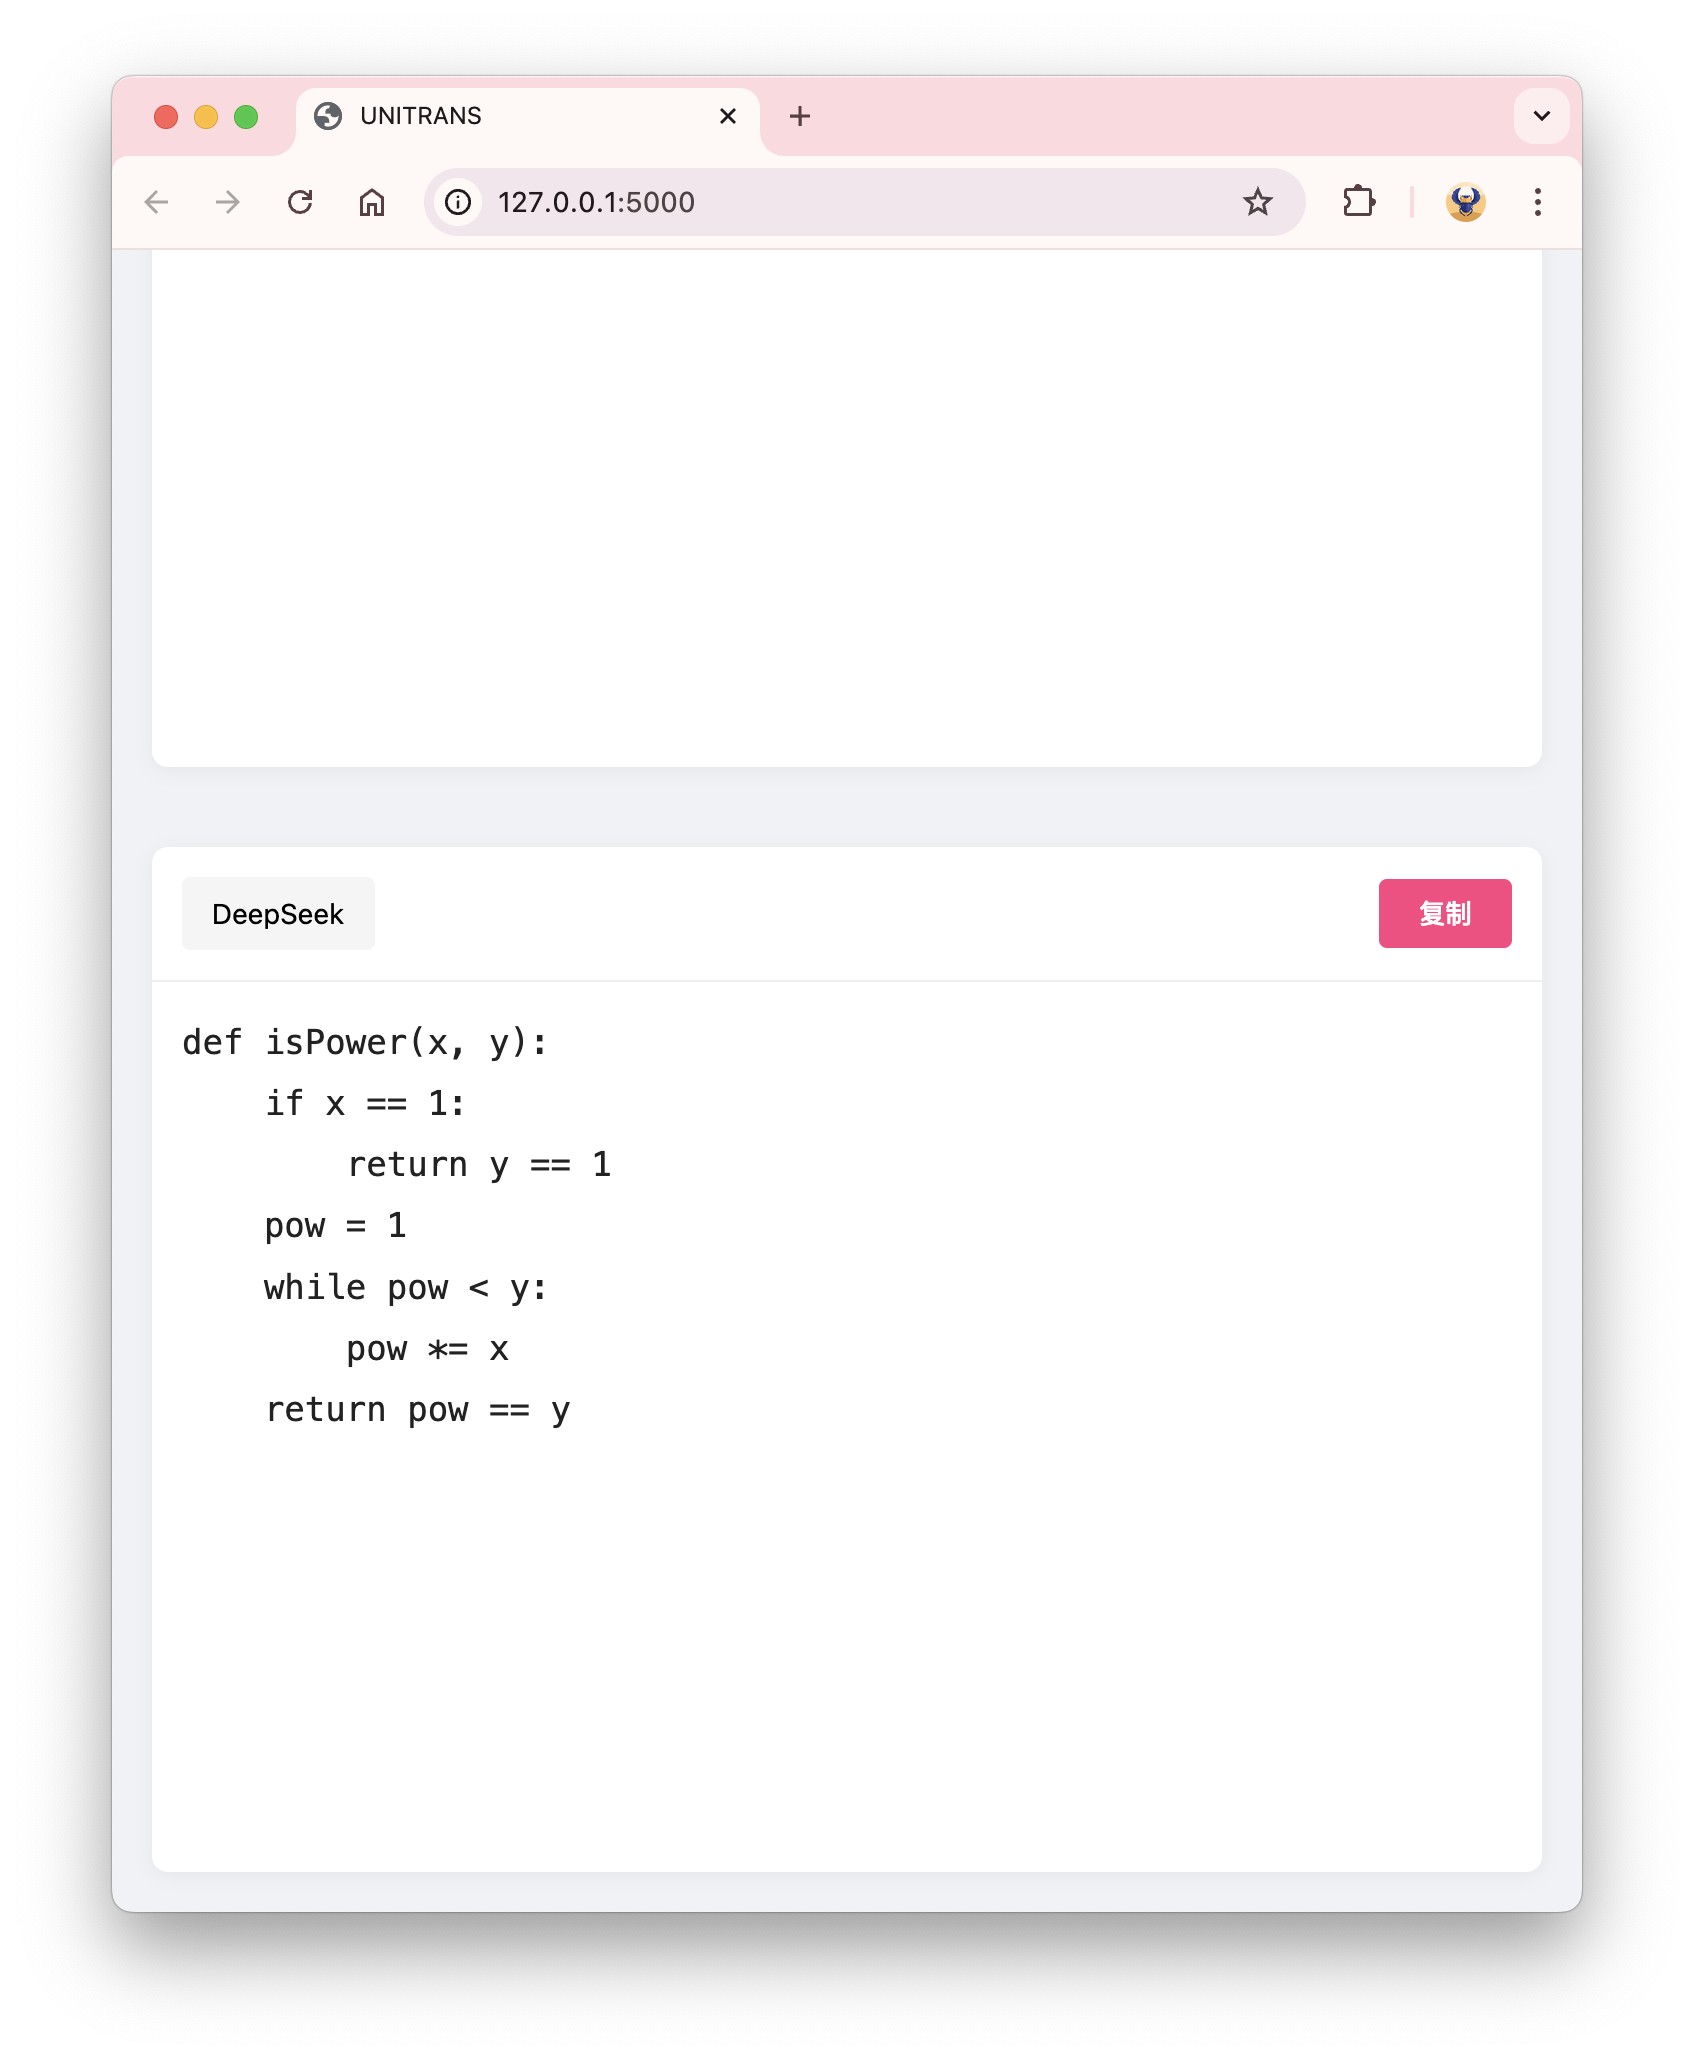 UNITRANS
127.0.0.1:5000
DeepSeek
复制
def isPower(x, y):
    if x == 1:
        return y == 1
    pow = 1
    while pow < y:
        pow *= x
    return pow == y